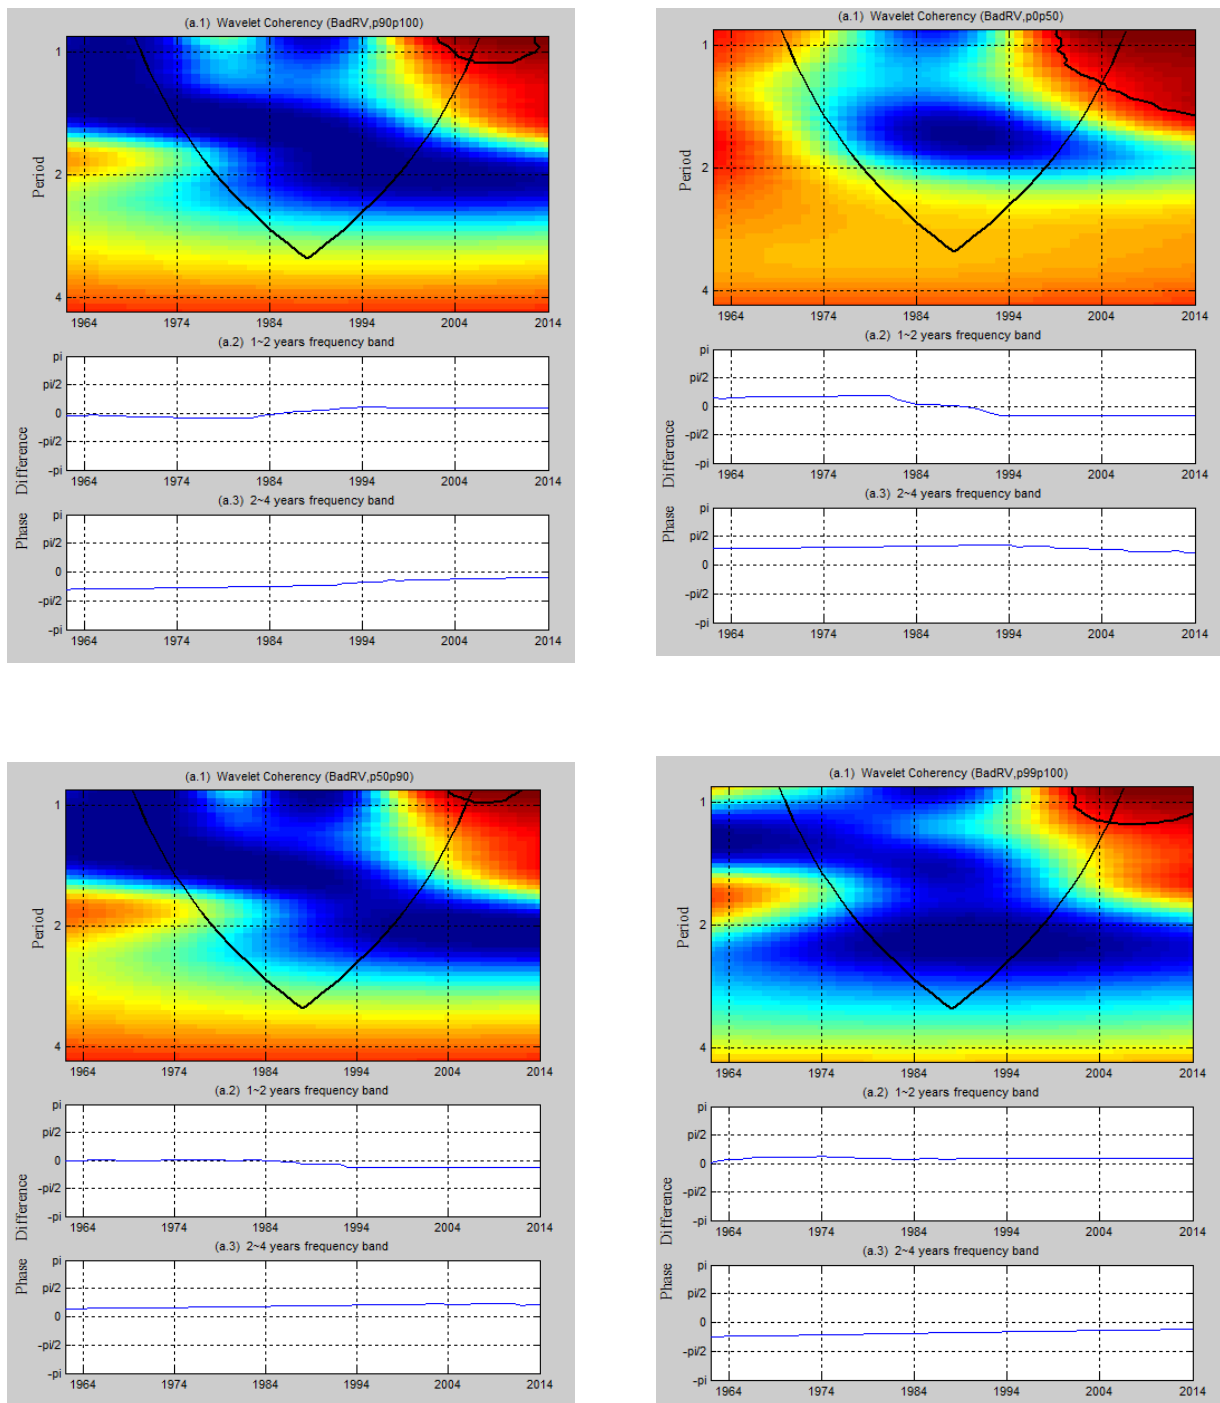 (a.1) Wavelet Coherency (BadRV,p90p100)
1
2
4
Period
1964 1974 1984 1994 2004 2014
(a.2) 1~2 years frequency band
pi
pi/2
0
-pi/2
-pi
1964 1974 1984 1994 2004 2014
(a.3) 2~4 years frequency band
pi
pi/2
0
-pi/2
-pi
1964 1974 1984 1994 2004 2014
Phase Difference
(a.1) Wavelet Coherency (BadRV,p0p50)
1
2
4
Period
1964 1974 1984 1994 2004 2014
(a.2) 1~2 years frequency band
pi
pi/2
0
-pi/2
-pi
1964 1974 1984 1994 2004 2014
(a.3) 2~4 years frequency band
pi
pi/2
0
-pi/2
-pi
1964 1974 1984 1994 2004 2014
Phase Difference
(a.1) Wavelet Coherency (BadRV,p50p90)
1
2
4
Period
1964 1974 1984 1994 2004 2014
(a.2) 1~2 years frequency band
pi
pi/2
0
-pi/2
-pi
1964 1974 1984 1994 2004 2014
(a.3) 2~4 years frequency band
pi
pi/2
0
-pi/2
-pi
1964 1974 1984 1994 2004 2014
Phase Difference
(a.1) Wavelet Coherency (BadRV,p99p100)
1
2
4
Period
1964 1974 1984 1994 2004 2014
(a.2) 1~2 years frequency band
pi
pi/2
0
-pi/2
-pi
1964 1974 1984 1994 2004 2014
(a.3) 2~4 years frequency band
pi
pi/2
0
-pi/2
-pi
1964 1974 1984 1994 2004 2014
Phase Difference